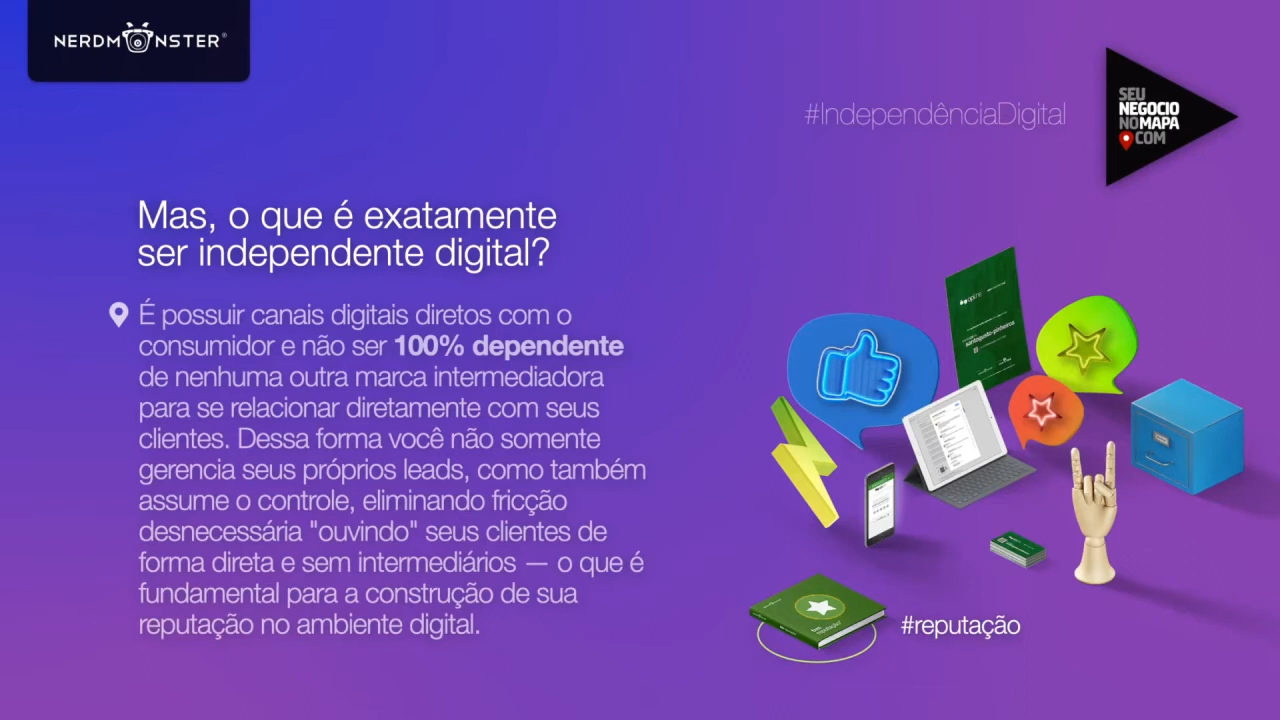 NERDMONSTER®
#IndependênciaDigital
SEU
NEGOCIO
NOMAPA
COM
Mas, o que é exatamente
ser independente digital?
É possuir canais digitais diretos com o
consumidor e não ser 100% dependente
de nenhuma outra marca intermediadora
para se relacionar diretamente com seus
clientes. Dessa forma você não somente
gerencia seus próprios leads, como também
assume o controle, eliminando fricção
desnecessária "ouvindo" seus clientes de
forma direta e sem intermediários — o que é
fundamental para a construção de sua
reputação no ambiente digital.
santogusto-pinheiros
reputação
#reputação